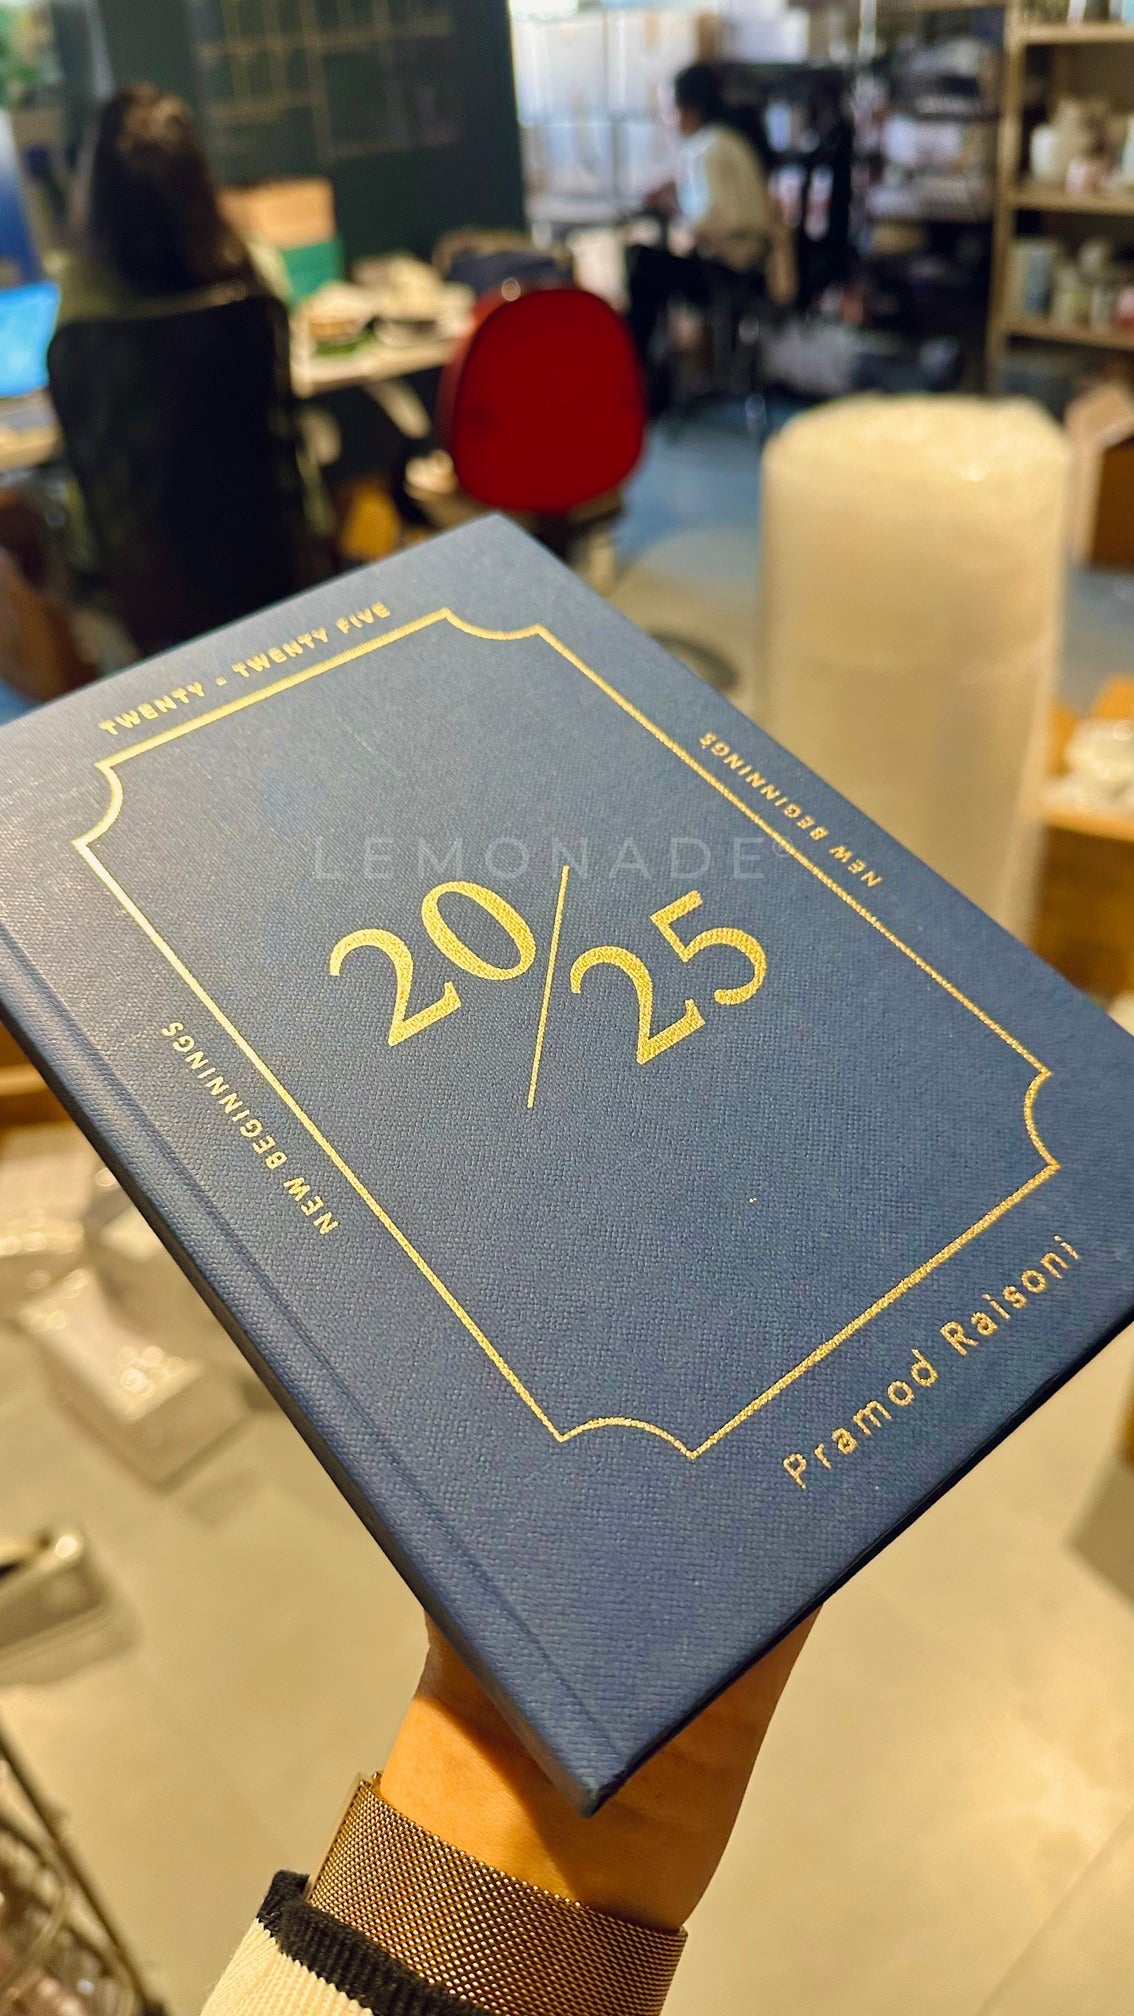 TWENTY - TWENTY FIVE
NEW BEGINNINGS
LEMONADE
20/25
NEW BEGINNINGS
Pramod Raisoni